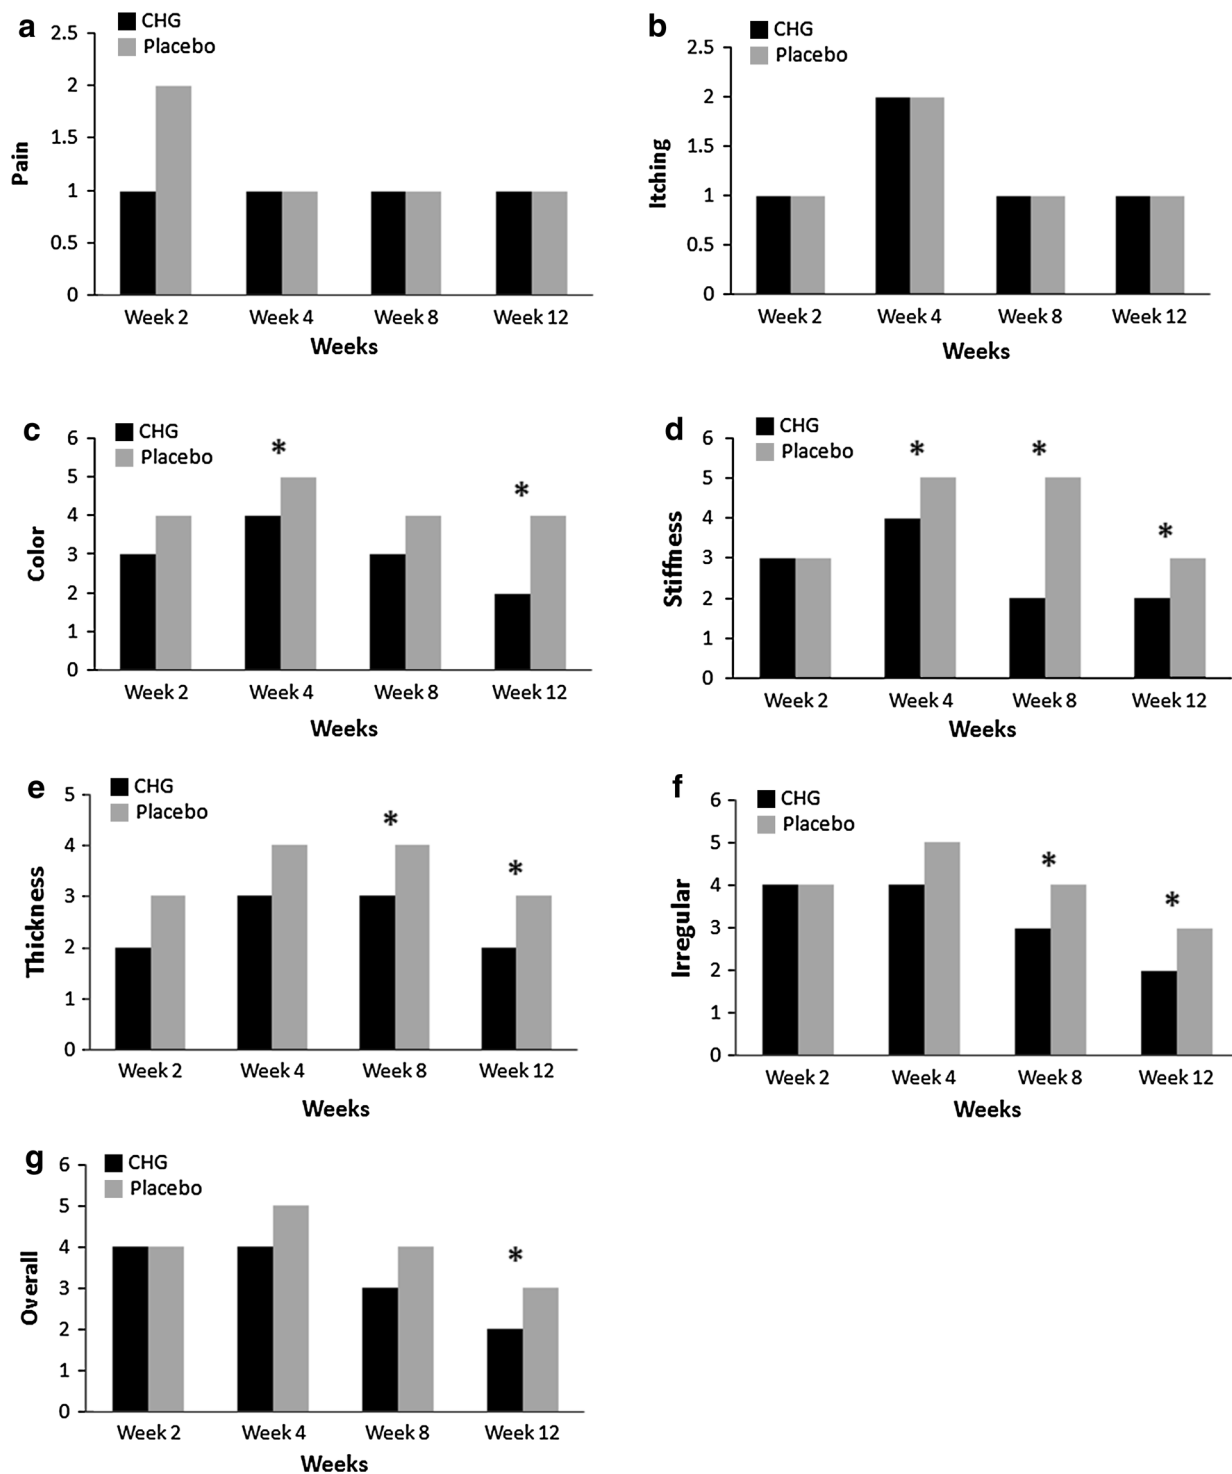 a
CHG
Placebo
2.5
2
1.5
1
0.5
0
Pain
Week 2 Week 4 Week 8 Week 12
Weeks
b
CHG
Placebo
2.5
2
1.5
1
0.5
0
Itching
Week 2 Week 4 Week 8 Week 12
Weeks
c
CHG
Placebo
6
5
4
3
2
1
0
Color
* *
Week 2 Week 4 Week 8 Week 12
Weeks
d
CHG
Placebo
6
5
4
3
2
1
0
Stiffness
* * *
Week 2 Week 4 Week 8 Week 12
Weeks
e
CHG
Placebo
5
4
3
2
1
0
Thickness
* *
Week 2 Week 4 Week 8 Week 12
Weeks
f
CHG
Placebo
6
5
4
3
2
1
0
Irregular
* *
Week 2 Week 4 Week 8 Week 12
Weeks
g
CHG
Placebo
6
5
4
3
2
1
0
Overall
*
Week 2 Week 4 Week 8 Week 12
Weeks